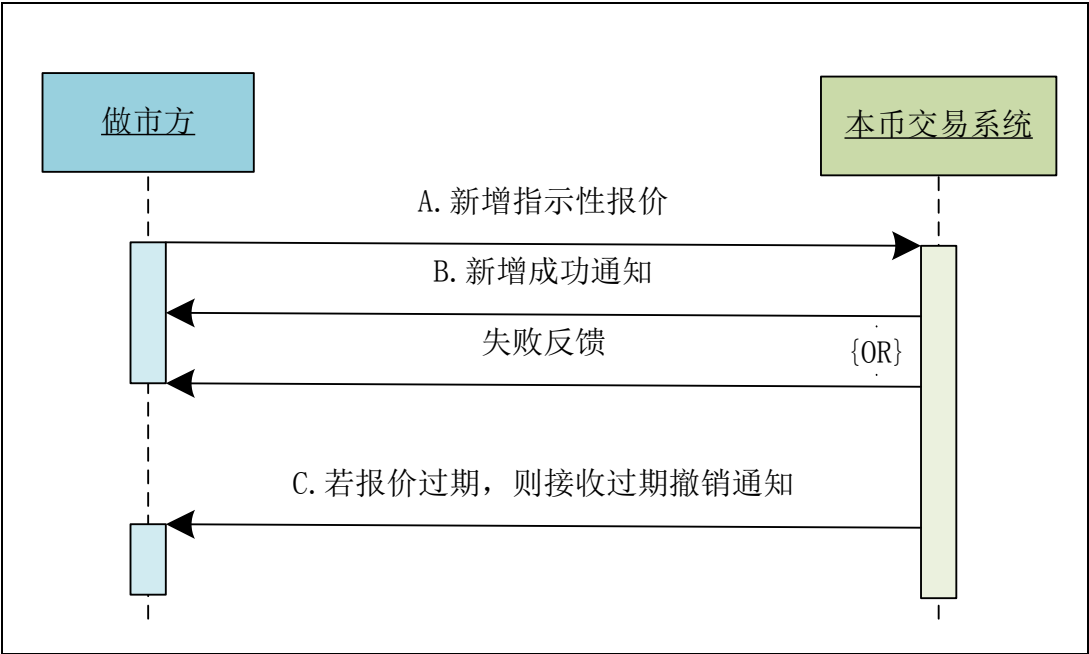 做市方
本币交易系统
A.新增指示性报价
B.新增成功通知
失败反馈
{OR}
C.若报价过期，则接收过期撤销通知